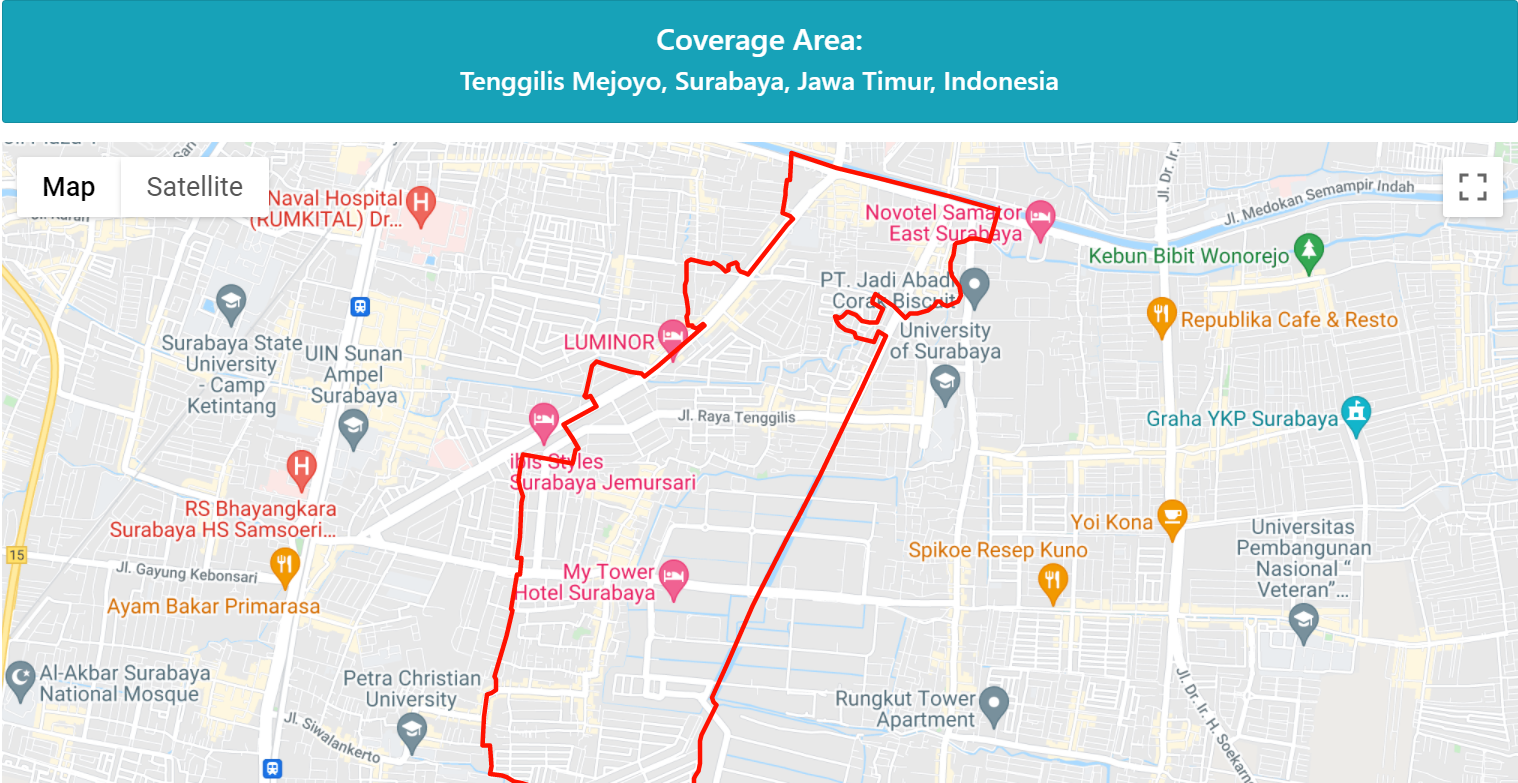 Coverage Area:
Tenggilis Mejoyo, Surabaya, Jawa Timur, Indonesia
Map
Satellite
Naval Hospital
(RUMKITAL) Dr...
Jl. Dr. Ir.
Jl. Medokan Semampir Indah
Novotel Samator
East Surabaya
Kebun Bibit Wonorejo
PT. Jadi Abadi
Corak Biscuit
Republika Cafe & Resto
University
of Surabaya
LUMINOR
Surabaya State
University
- Camp
Ketintang
UIN Sunan
Ampel
Surabaya
Jl. Raya Tenggilis
Graha YKP Surabaya
ibis Styles
Surabaya Jemursari
RS Bhayangkara
Surabaya HS Samsoeri...
Yoi Kona
Universitas
Pembangunan
Nasional “
Veteran”...
Spikoe Resep Kuno
15
Jl. Gayung Kebonsari
My Tower
Hotel Surabaya
Ayam Bakar Primarasa
Al-Akbar Surabaya
National Mosque
Petra Christian
University
Rungkut Tower
Apartment
Jl. Siwalankerto
Jl. Dr. Ir. H. Soekarn